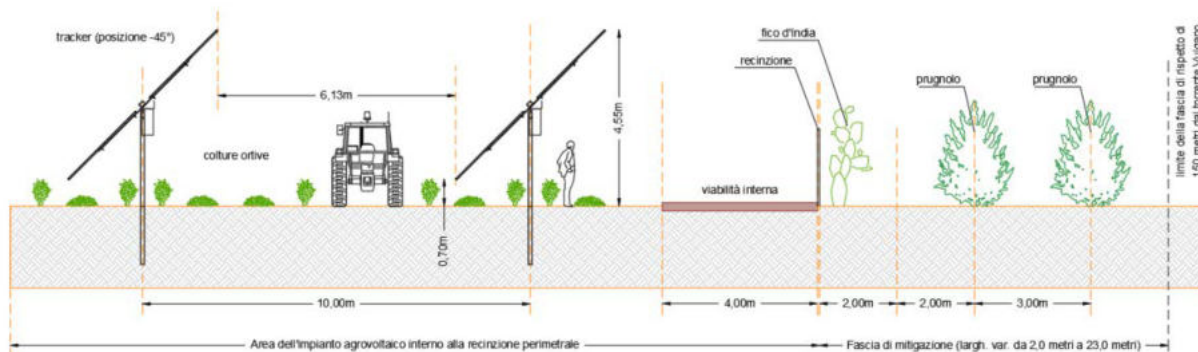 tracker (posizione -45°)
6,13m
colture ortive
4,55m
0,70m
fico d'India
recinzione
viabilità interna
prugnolo
prugnolo
limite della fascia di rispetto di
150 metri dal torrente Vulgano
10,00m
4,00m
2,00m
2,00m
3,00m
Area dell'impianto agrovoltaico interno alla recinzione perimetrale
Fascia di mitigazione (largh. var. da 2,0 metri a 23,0 metri)